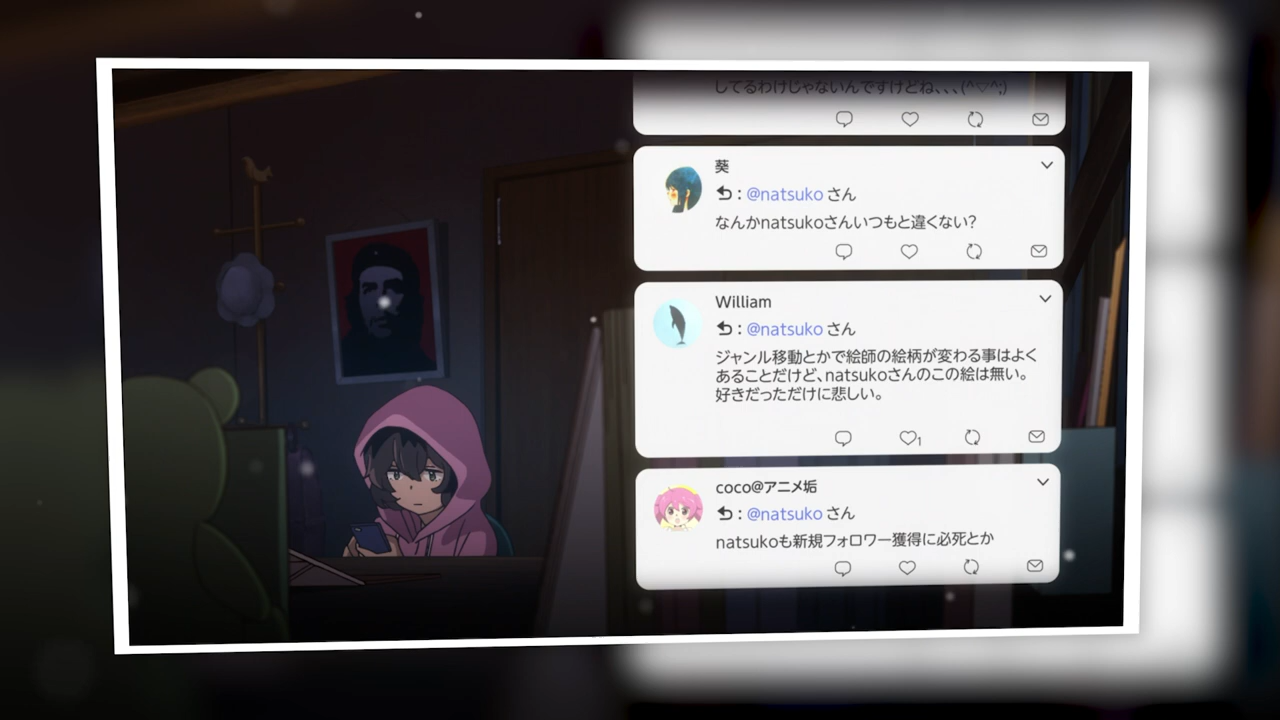 してるわけじゃないんですけどね、、、(^♡^;)
葵
: @natsuko さん
なんかnatsukoさんいつもと違くない?
William
: @natsuko さん
ジャンル移動とかで絵師の絵柄が変わる事はよく
あることだけど、natsukoさんのこの絵は無い。
好きだっただけに悲しい。
1
coco@アニメ垢
: @natsuko さん
natsukoも新規フォロワー獲得に必死とか